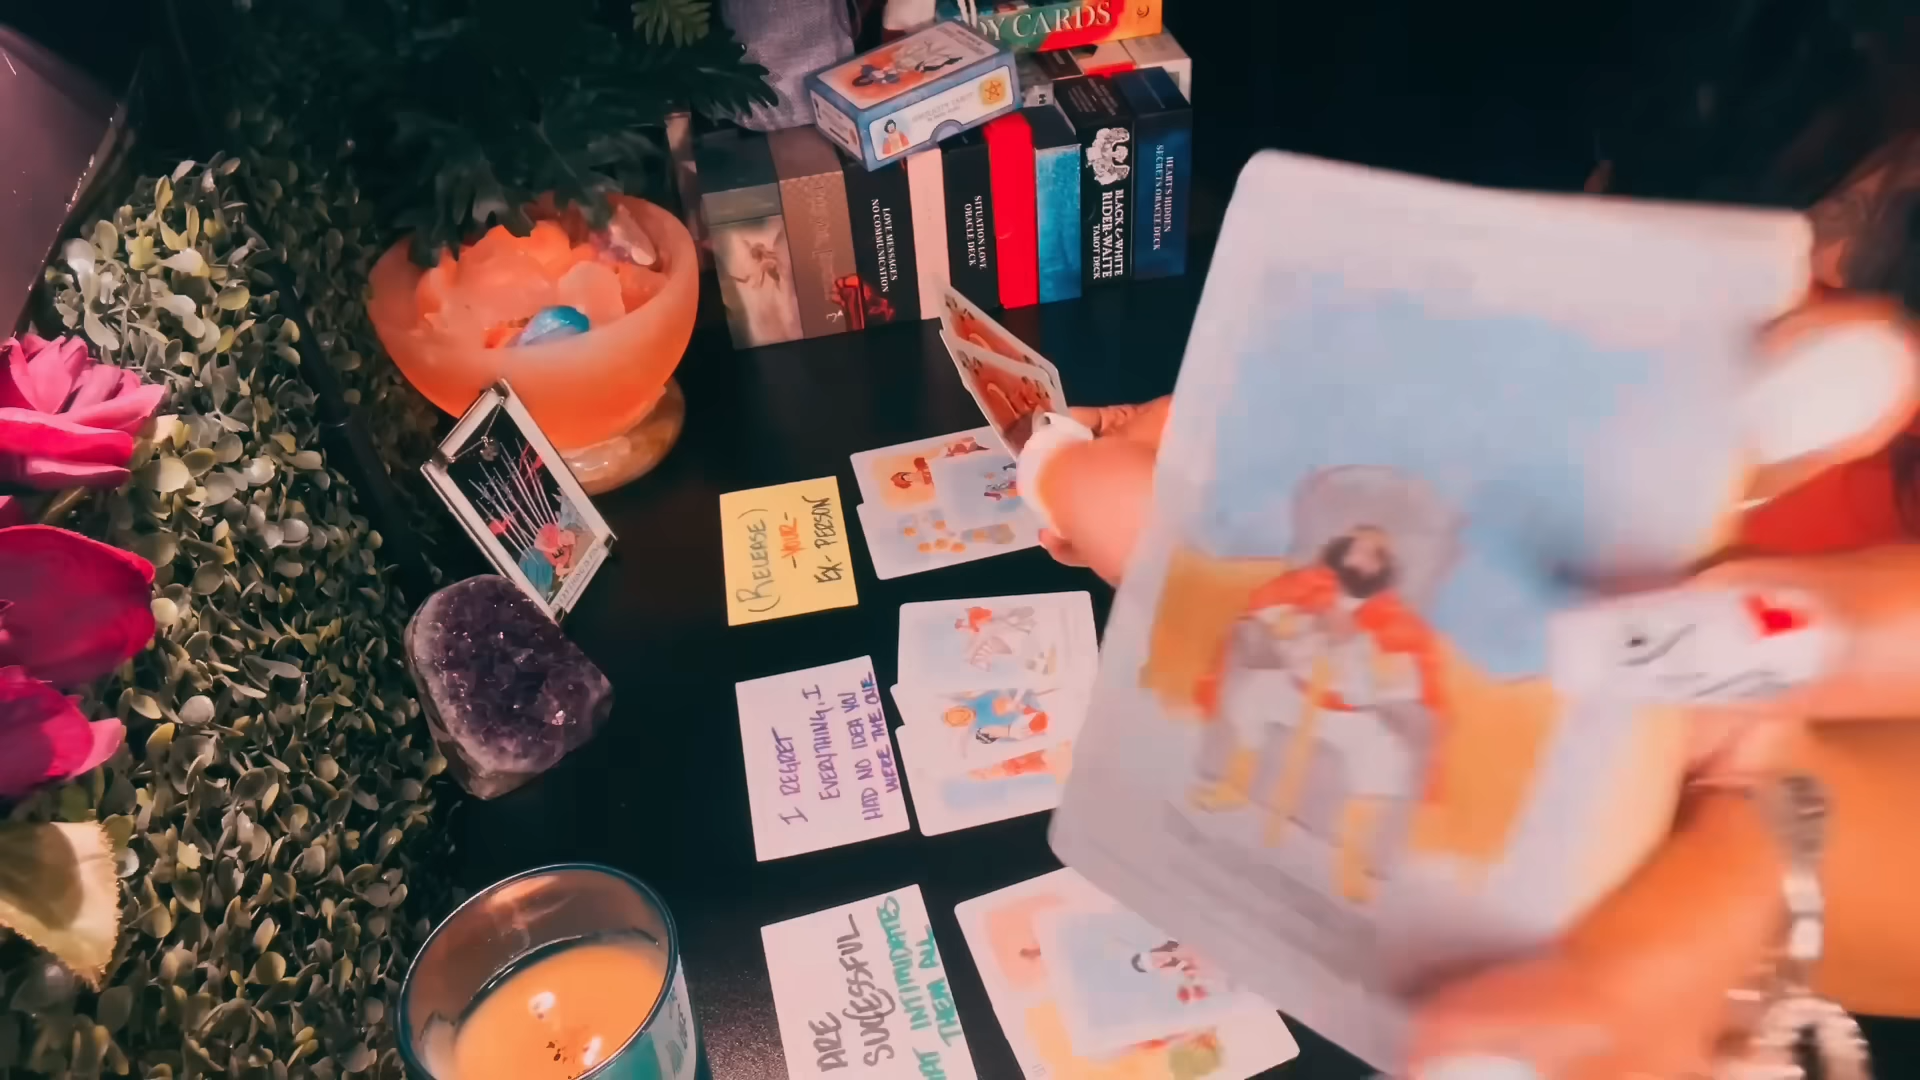 DY CARDS
LOVE MESSAGES
NO COMMUNICATION
SITUATION LOVE
ORACLE DECK
BLACK & WHITE
RIDER-WAITE
TAROT DECK
HEART'S HIDDEN
SECRETS ORACLE DECK
(RELEASE)
-YOUR-
EX-PERSON
I REGRET
EVERYTHING, I
HAD NO IDEA YOU
WERE THE ONE
ARE
SUCCESSFUL
AT INTIMIDATES
THEM ALL